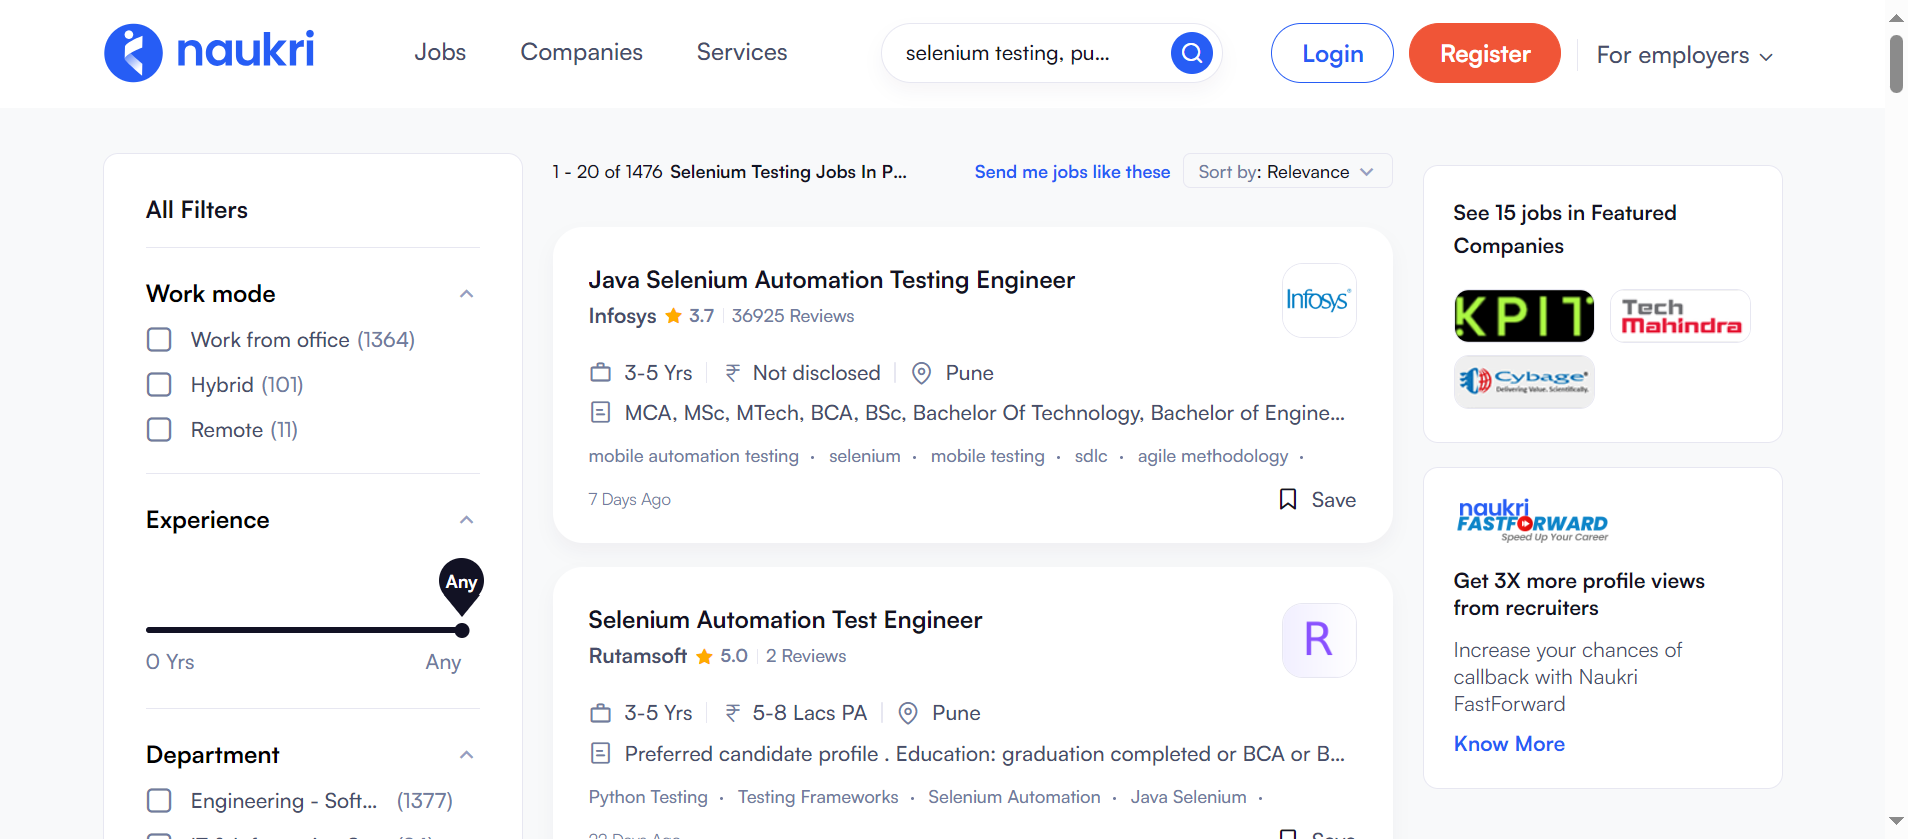 naukri
Jobs
Companies
Services
selenium testing, pu...
Login
Register
For employers
All Filters
Work mode
Work from office (1364)
Hybrid (101)
Remote (11)
Experience
Any
0 Yrs
Any
Department
Engineering - Soft... (1377)
1 - 20 of 1476 Selenium Testing Jobs In P...
Send me jobs like these
Sort by: Relevance
Java Selenium Automation Testing Engineer
Infosys 3.7 36925 Reviews
Infosys
3-5 Yrs
₹ Not disclosed
Pune
MCA, MSc, MTech, BCA, BSc, Bachelor Of Technology, Bachelor of Engine...
mobile automation testing · selenium · mobile testing · sdlc · agile methodology ·
7 Days Ago
Save
Selenium Automation Test Engineer
Rutamsoft 5.0 2 Reviews
R
3-5 Yrs
₹ 5-8 Lacs PA
Pune
Preferred candidate profile . Education: graduation completed or BCA or B...
Python Testing · Testing Frameworks · Selenium Automation · Java Selenium ·
Save
See 15 jobs in Featured
Companies
KPIT
Tech
Mahindra
Cybage
Delivering Value. Scientifically.
naukri
FASTFORWARD
Speed Up Your Career
Get 3X more profile views
from recruiters
Increase your chances of
callback with Naukri
FastForward
Know More